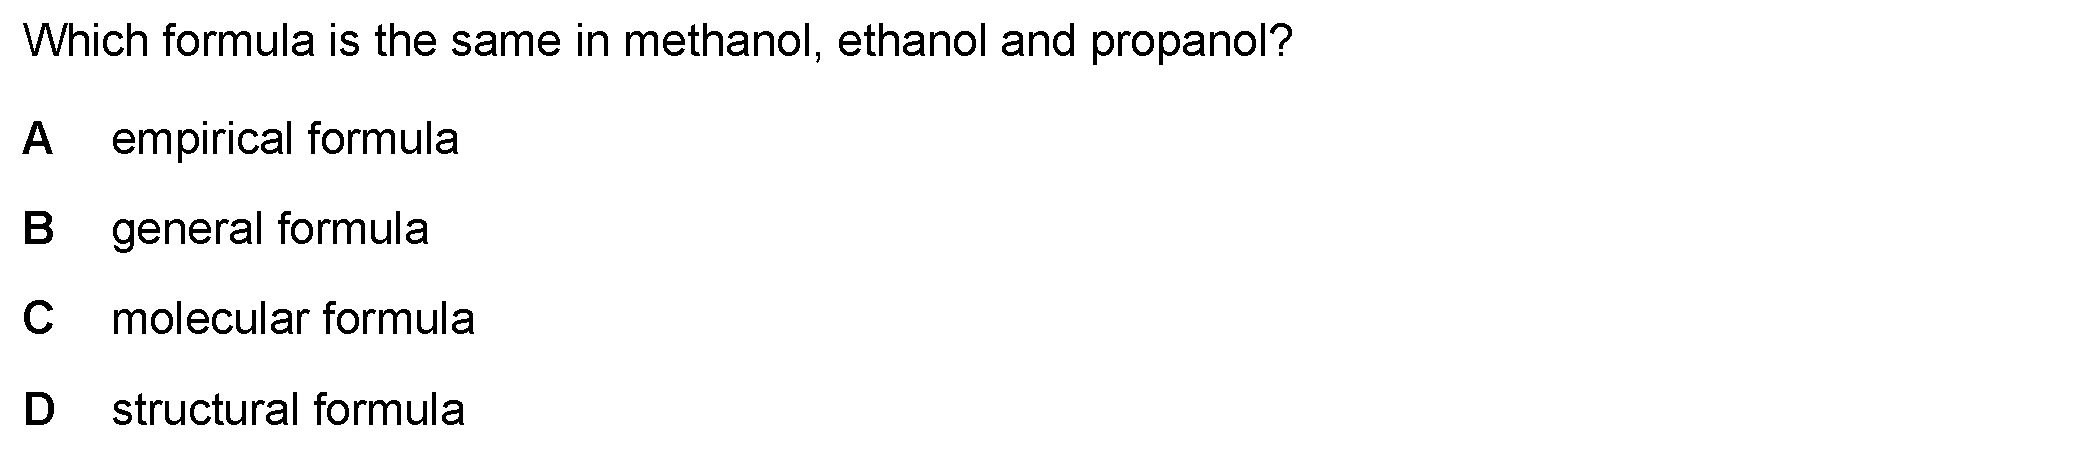 Which formula is the same in methanol, ethanol and propanol?
A empirical formula
B general formula
C molecular formula
D structural formula